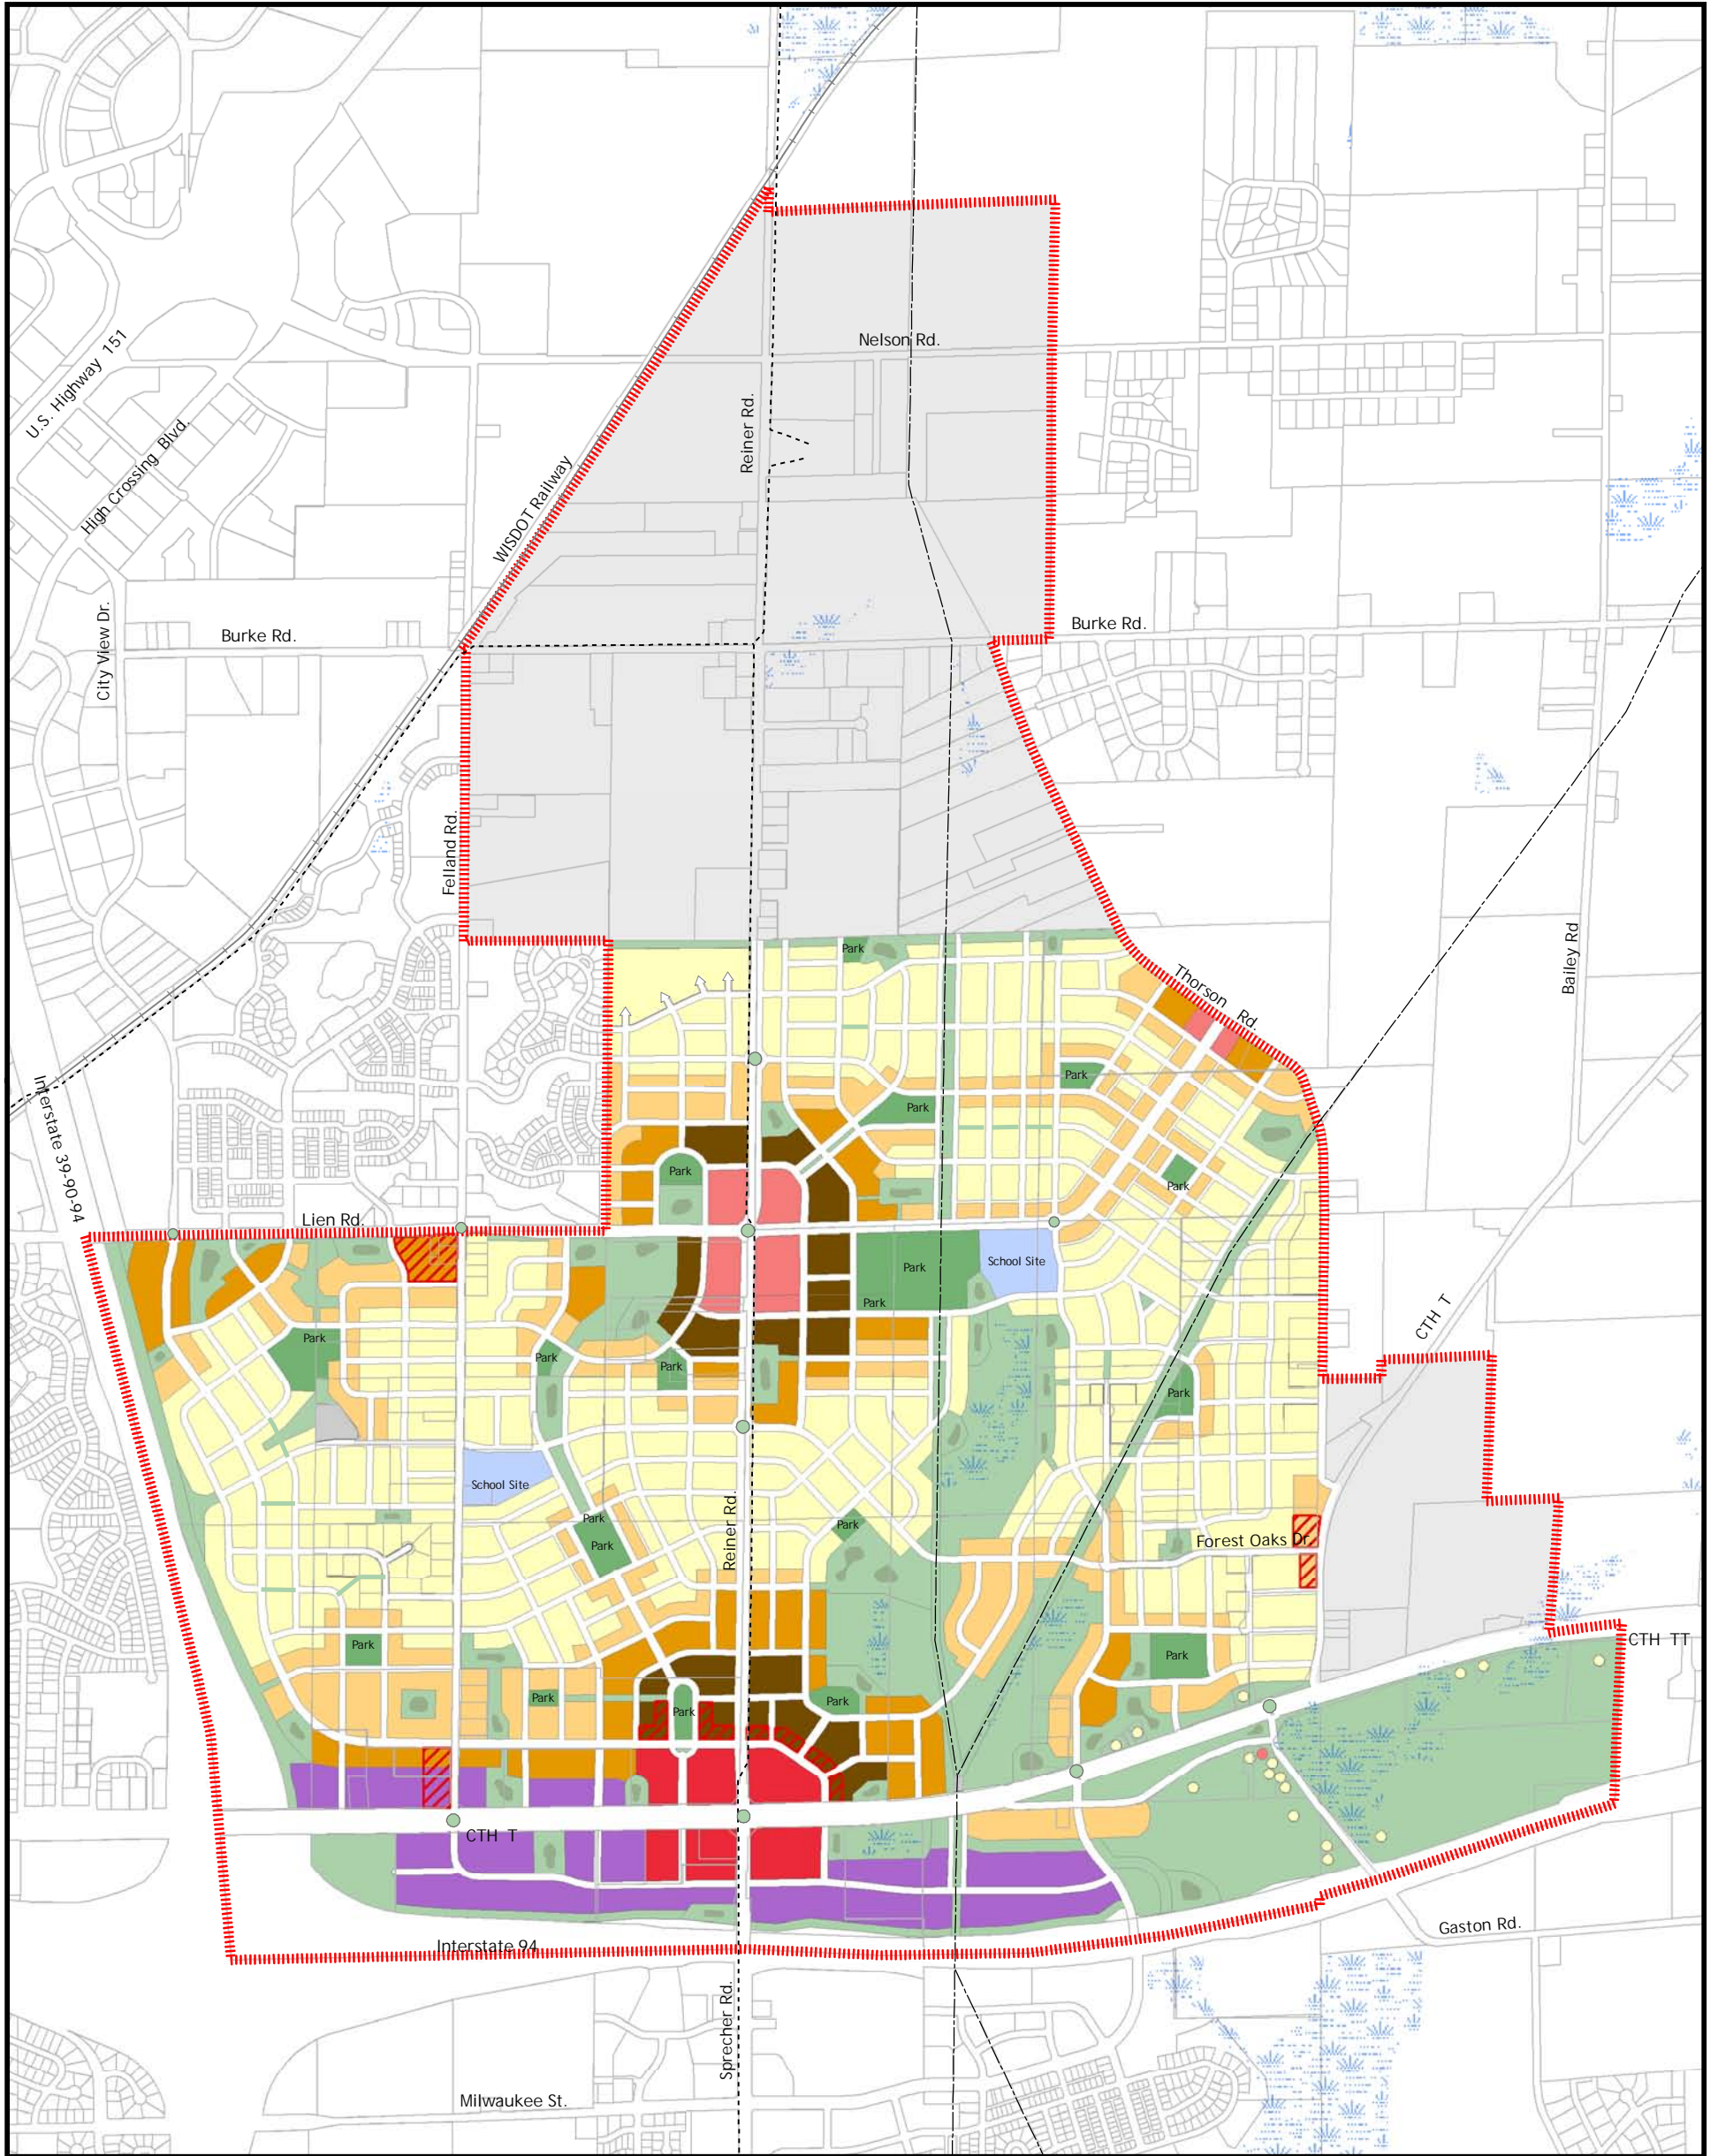 Nelson Rd.
U.S. Highway 151
Reiner Rd.
High Crossing Blvd.
WISDOT Railway
Burke Rd.
Burke Rd.
City View Dr.
Felland Rd.
Bailey Rd
Park
Thorson Rd.
Interstate 39-90-94
Park
Park
Park
Park
Lien Rd.
School Site
Park
Park
CTH T
Park
Park
Park
Park
School Site
Reiner Rd.
Park
Park
Park
Forest Oaks Dr.
Park
Park
CTH TT
Park
Park
Park
CTH T
Interstate 94
Gaston Rd.
Sprecher Rd.
Milwaukee St.